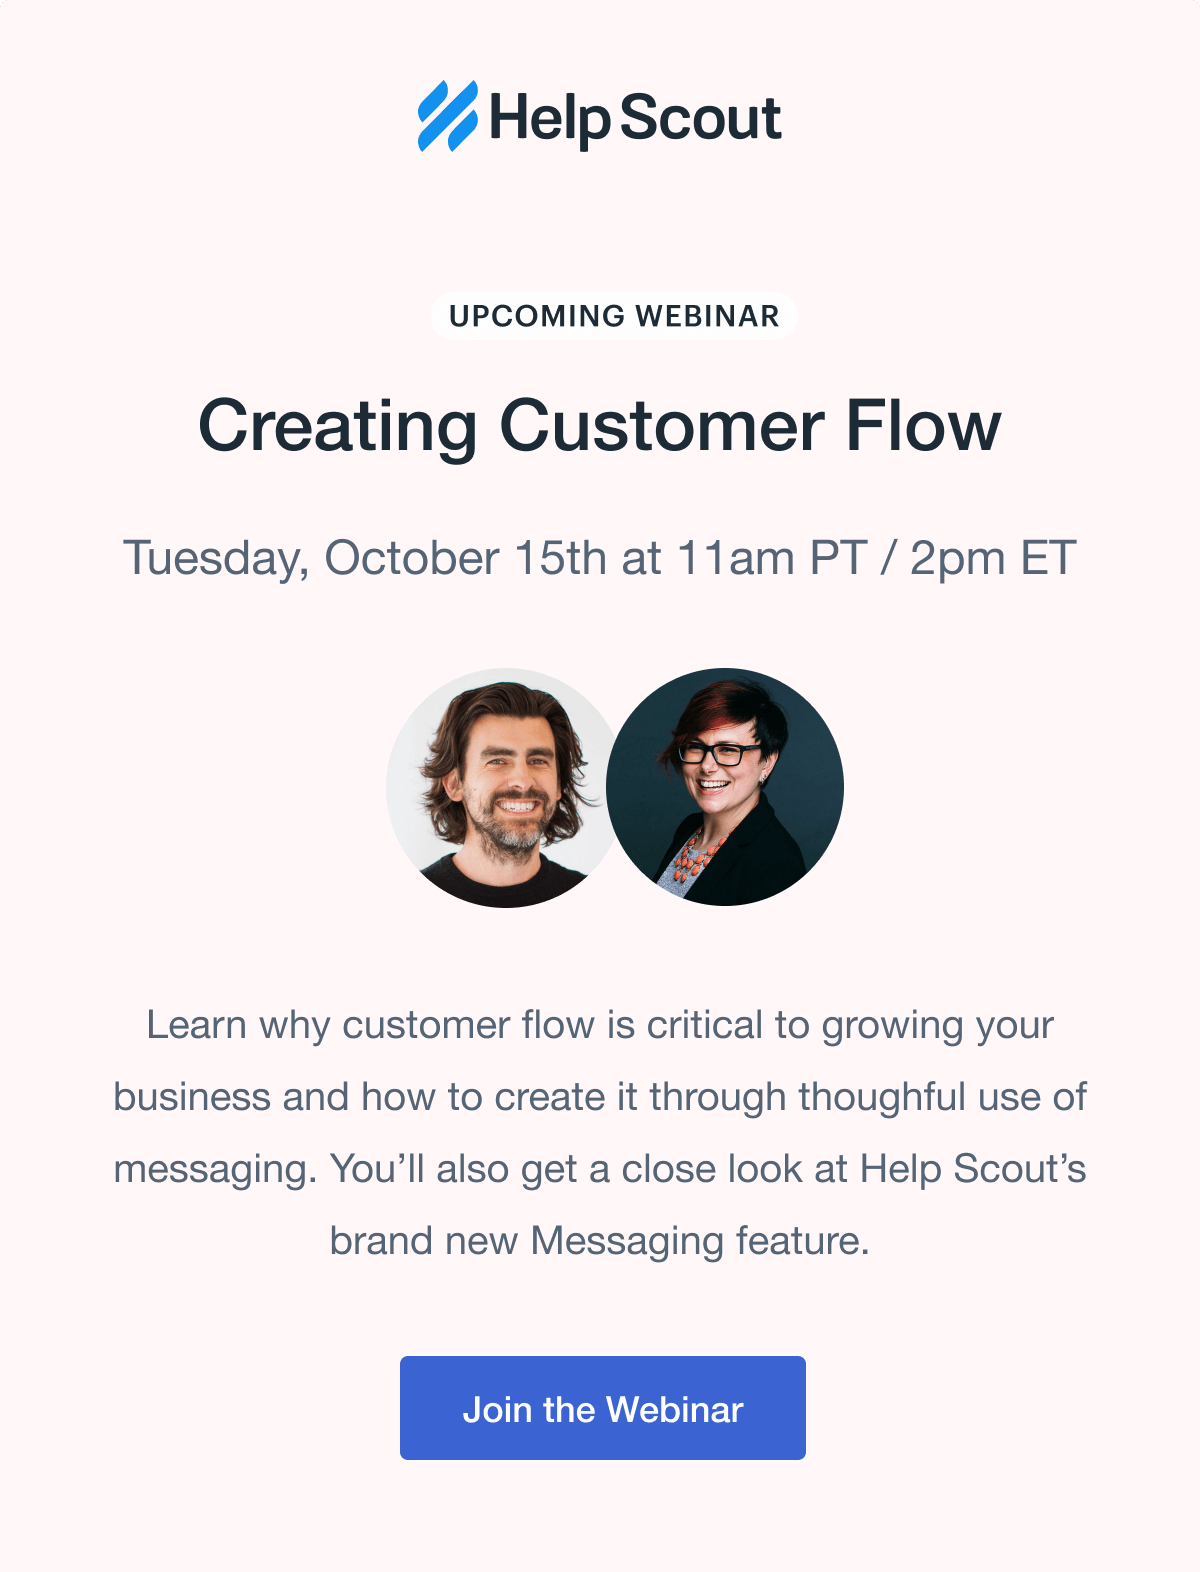 Help Scout
UPCOMING WEBINAR
Creating Customer Flow
Tuesday, October 15th at 11am PT / 2pm ET
Learn why customer flow is critical to growing your
business and how to create it through thoughful use of
messaging. You’ll also get a close look at Help Scout’s
brand new Messaging feature.
Join the Webinar